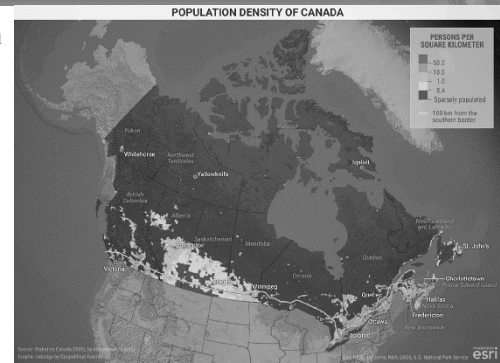 POPULATION DENSITY OF CANADA
PERSONS PER
SQUARE KILOMETER
50.0
10.0
1.0
0.4
Sparsely populated
100 km from the
southern border
Yukon
Whitehorse
Northwest
Territories
Yellowknife
Nunavut
Iqaluit
British
Columbia
Alberta
Saskatchewan
Manitoba
Ontario
Quebec
Newfoundland
and Labrador
St. John's
Victoria
Winnipeg
Quebec
Charlottetown
Prince Edward Island
Halifax
Nova Scotia
Fredericton
New Brunswick
Ottawa
Toronto
esri